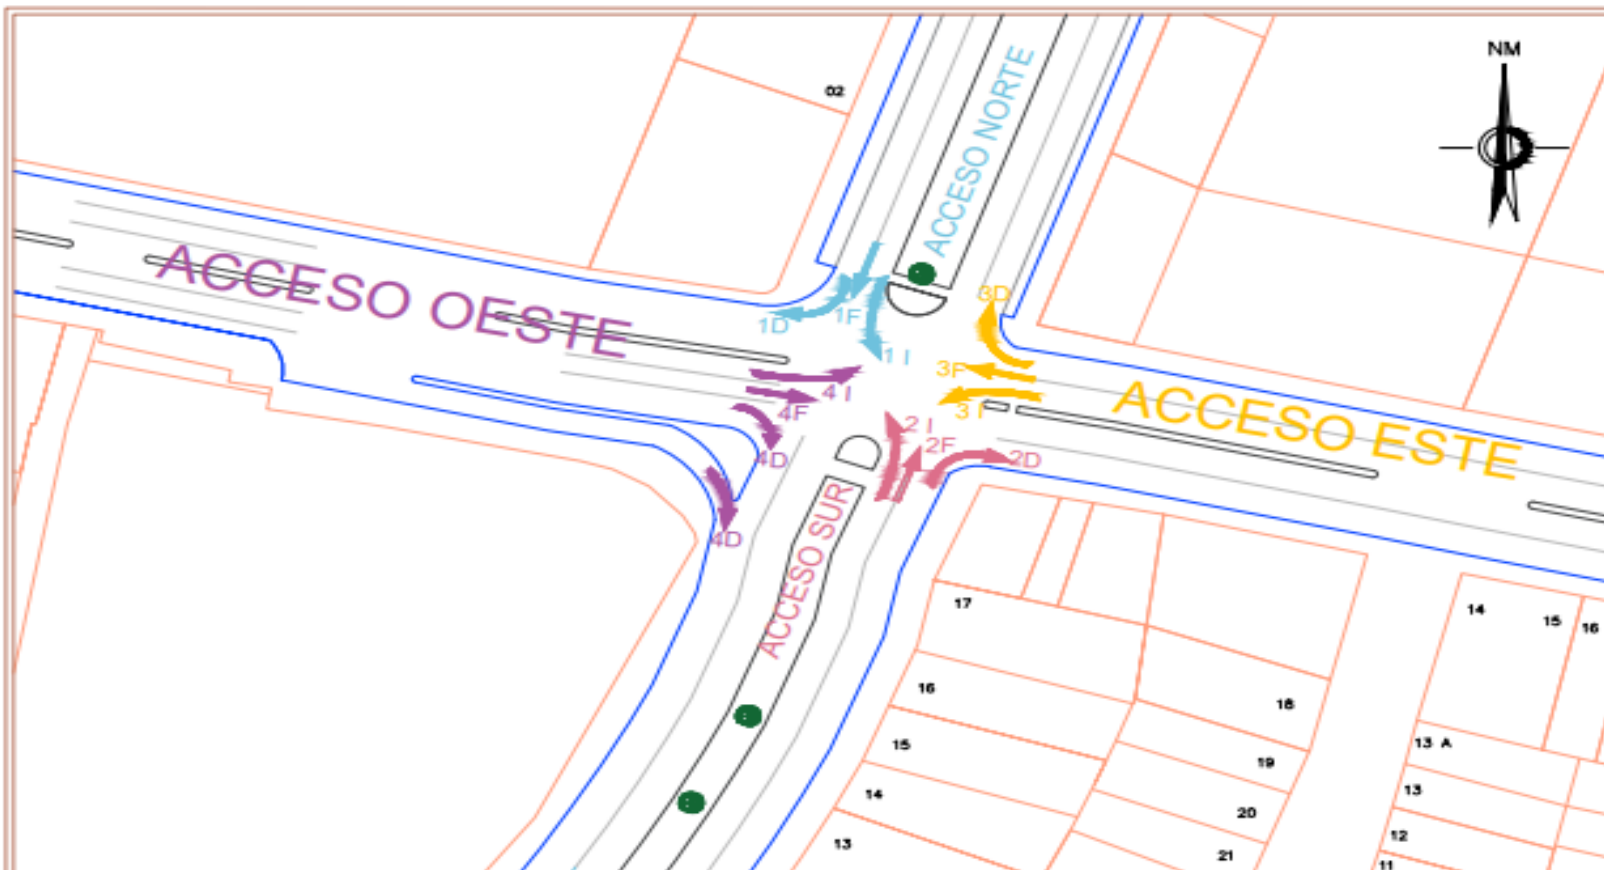 NM
02
ACCESO NORTE
ACCESO OESTE
1D
1F
1 I
3D
3F
3 I
ACCESO ESTE
4 I
4F
4D
4D
2 I
2F
2D
ACCESO SUR
17
16
15
14
13
18
19
20
21
14
15
16
13 A
13
12
11